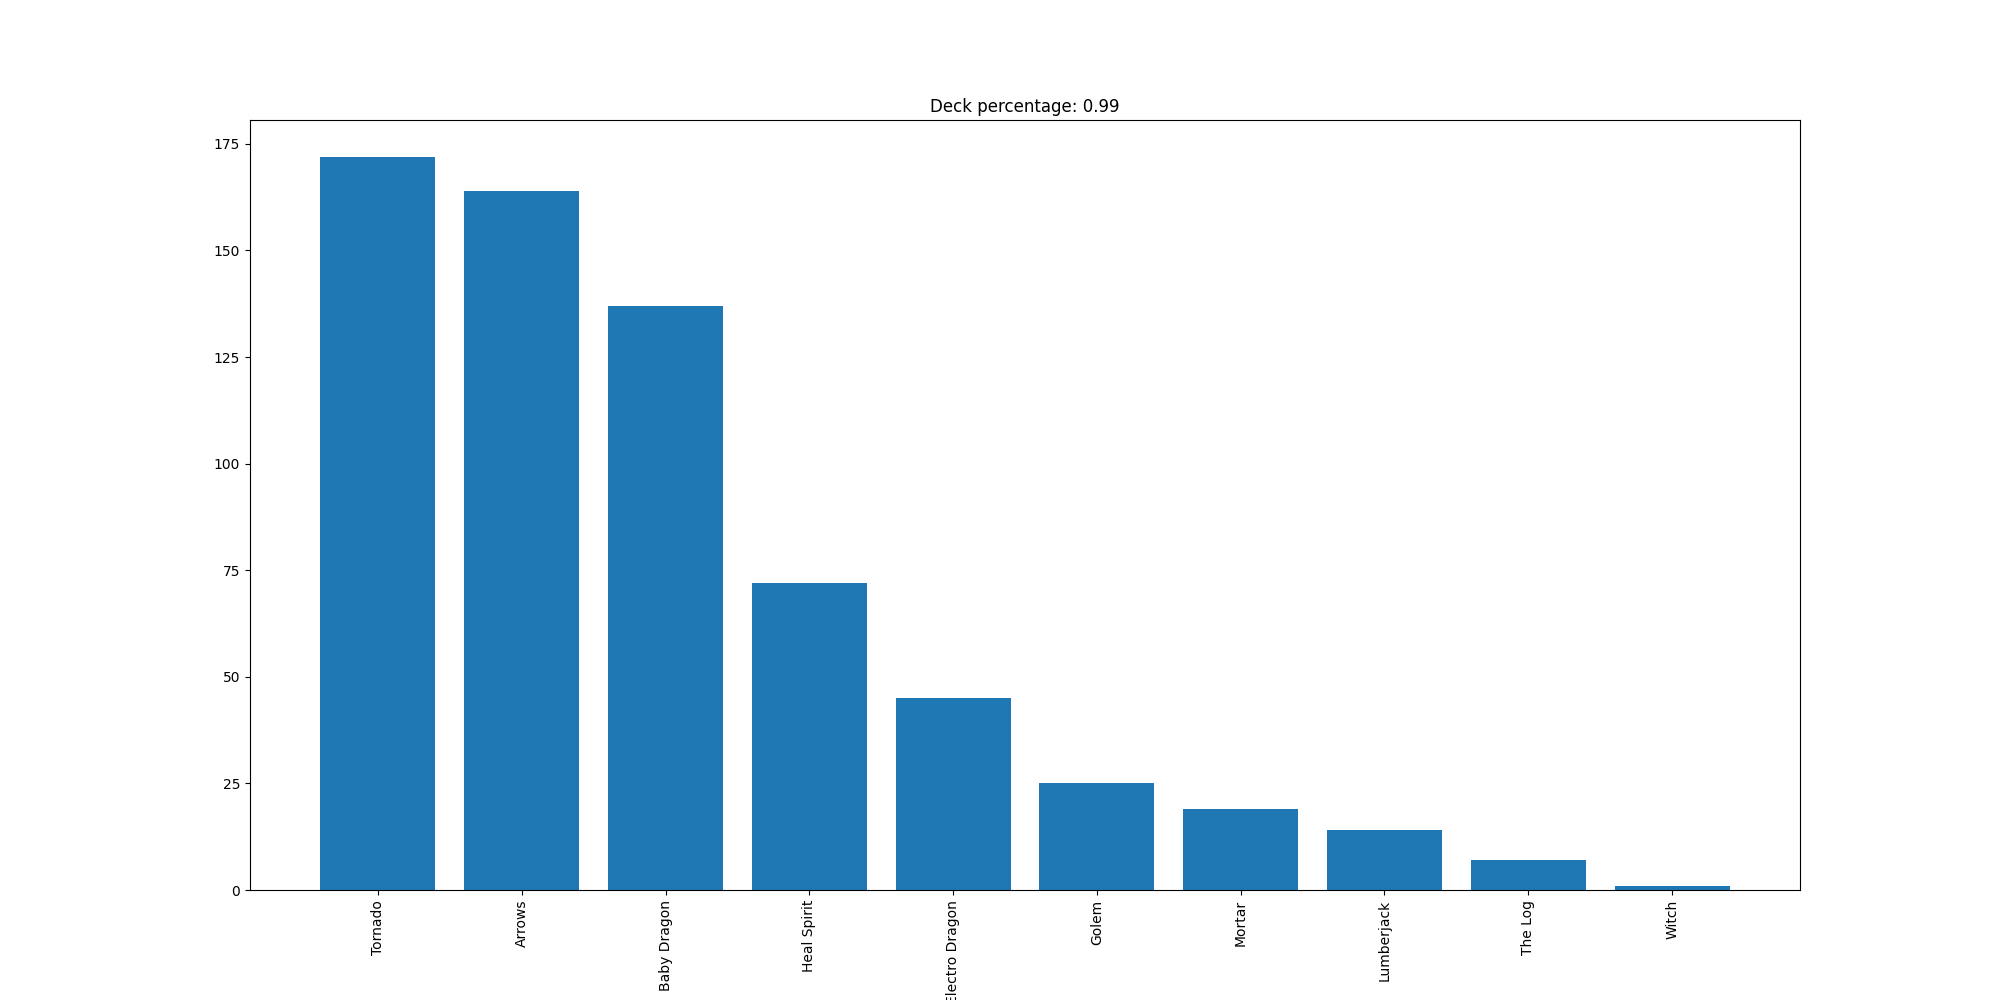 Deck percentage: 0.99
175
150
125
100
75
50
25
0
Tornado
Arrows
Baby Dragon
Heal Spirit
Electro Dragon
Golem
Mortar
Lumberjack
The Log
Witch